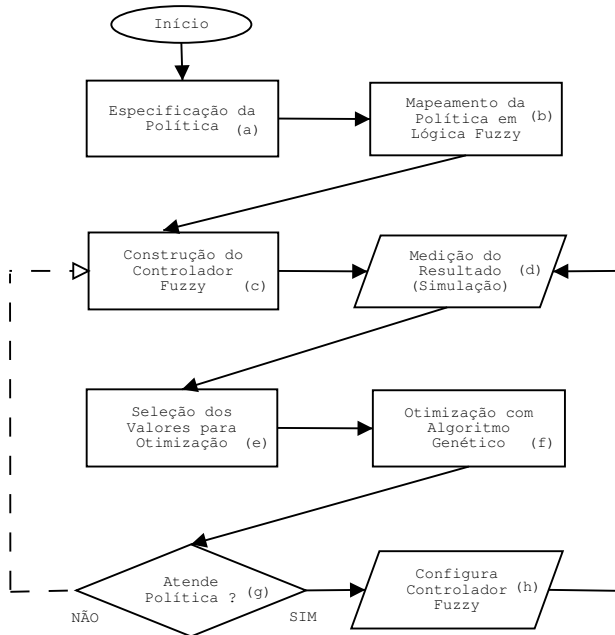 Início
Especificação da
Política (a)
Mapeamento da
Política em (b)
Lógica Fuzzy
Construção do
Controlador
Fuzzy (c)
Medição do
Resultado (d)
(Simulação)
Seleção dos
Valores para
Otimização (e)
Otimização com
Algoritmo
Genético (f)
Atende
Política ? (g)
NÃO
SIM
Configura
Controlador (h)
Fuzzy